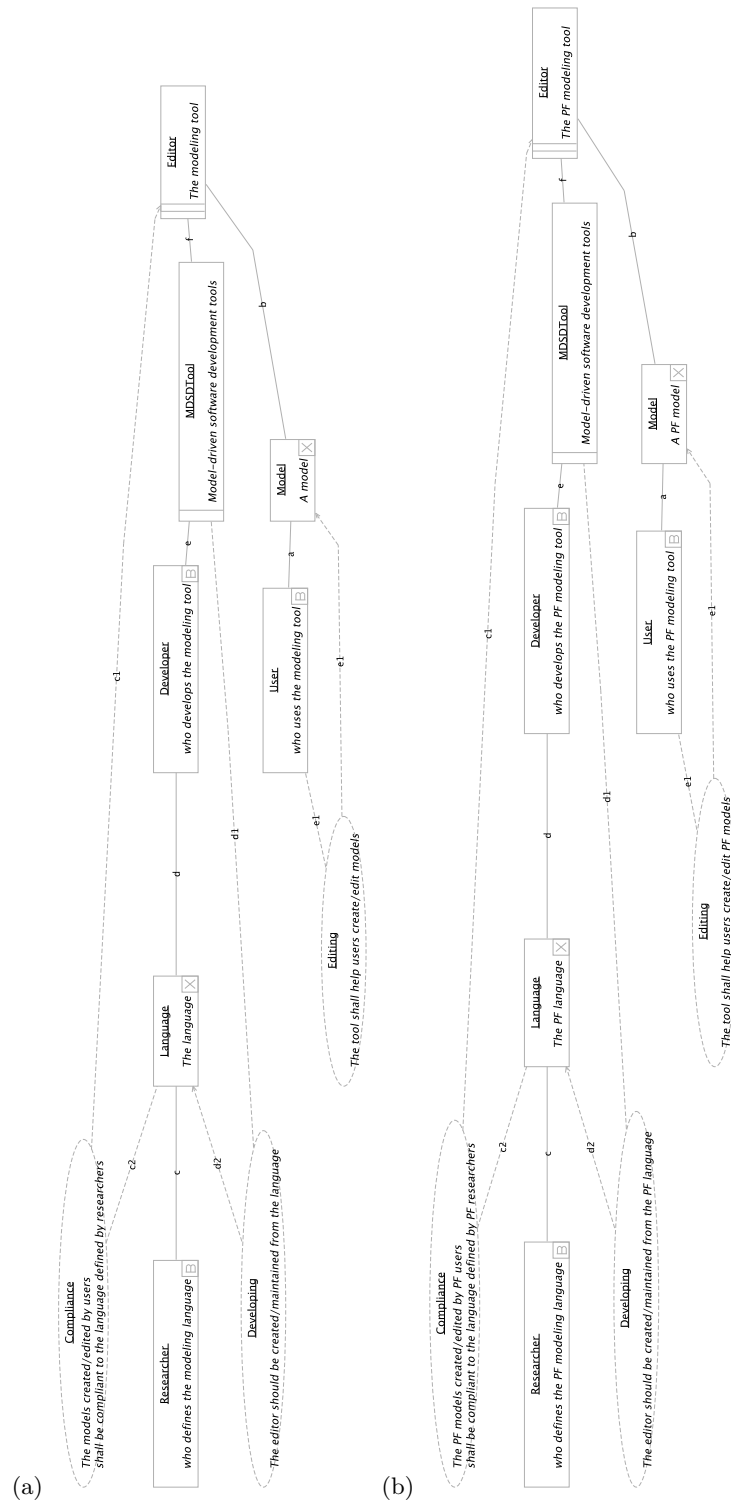 (a)
Compliance
The models created/edited by users
shall be compliant to the language defined by researchers
c1
c2
Researcher
who defines the modeling language
B
c
Language
The language
X
d
Developer
who develops the modeling tool
B
e
MDSDTool
Model-driven software development tools
f
Editor
The modeling tool
Developing
The editor should be created/maintained from the language
d2
d1
User
who uses the modeling tool
B
a
Model
A model
X
b
Editing
The tool shall help users create/edit models
e1
e1
(b)
Compliance
The PF models created/edited by PF users
shall be compliant to the language defined by PF researchers
c1
c2
Researcher
who defines the PF modeling language
B
c
Language
The PF language
X
d
Developer
who develops the PF modeling tool
B
e
MDSDTool
Model-driven software development tools
f
Editor
The PF modeling tool
Developing
The editor should be created/maintained from the PF language
d2
d1
User
who uses the PF modeling tool
B
a
Model
A PF model
X
b
Editing
The tool shall help users create/edit PF models
e1
e1